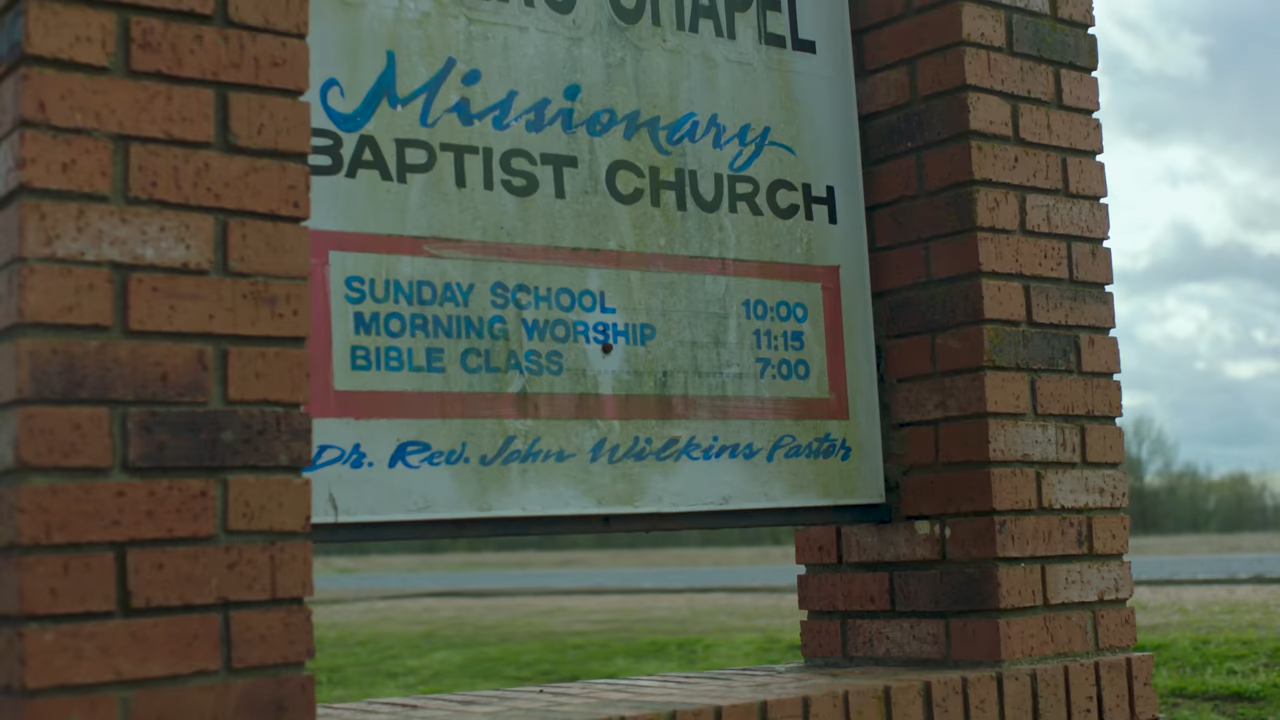 CHAPEL
Missionary
BAPTIST CHURCH
SUNDAY SCHOOL 10:00
MORNING WORSHIP 11:15
BIBLE CLASS 7:00
Dr. Rev. John Wilkins Pastor